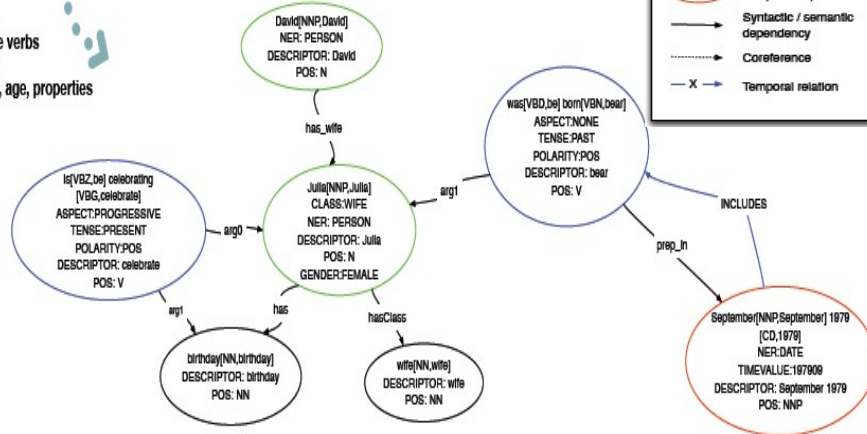 e verbs
, age, properties
David[NNP,David]
NER: PERSON
DESCRIPTOR: David
POS: N
has_wife
Syntactic / semantic
dependency
Coreference
X
Temporal relation
was[VBD,be] born[VBN,bear]
ASPECT:NONE
TENSE:PAST
POLARITY:POS
DESCRIPTOR: bear
POS: V
Is[VBZ,be] celebrating
[VBG,celebrate]
ASPECT:PROGRESSIVE
TENSE:PRESENT
POLARITY:POS
DESCRIPTOR: celebrate
POS: V
arg0
Julia[NNP,Julia]
CLASS:WIFE
NER: PERSON
DESCRIPTOR: Julia
POS: N
GENDER:FEMALE
arg1
INCLUDES
prep_in
arg1
has
hasClass
birthday[NN,birthday]
DESCRIPTOR: birthday
POS: NN
wife[NN,wife]
DESCRIPTOR: wife
POS: NN
September[NNP,September] 1979
[CD,1979]
NER:DATE
TIMEVALUE:197909
DESCRIPTOR: September 1979
POS: NNP